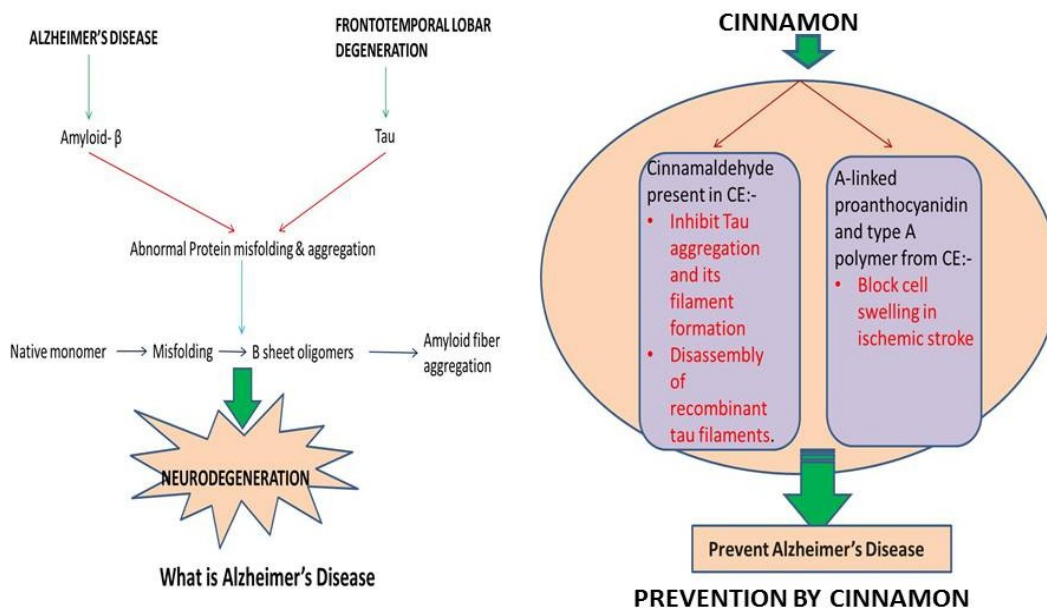 ALZHEIMER'S DISEASE
FRONTOTEMPORAL LOBAR
DEGENERATION
Amyloid- β
Tau
Abnormal Protein misfolding & aggregation
Native monomer
Misfolding
B sheet oligomers
Amyloid fiber
aggregation
NEURODEGENERATION
What is Alzheimer's Disease
CINNAMON
Cinnamaldehyde
present in CE:-
• Inhibit Tau
aggregation
and its
filament
formation
• Disassembly
of
recombinant
tau filaments.
A-linked
proanthocyanidin
and type A
polymer from CE:-
• Block cell
swelling in
ischemic stroke
Prevent Alzheimer's Disease
PREVENTION BY CINNAMON